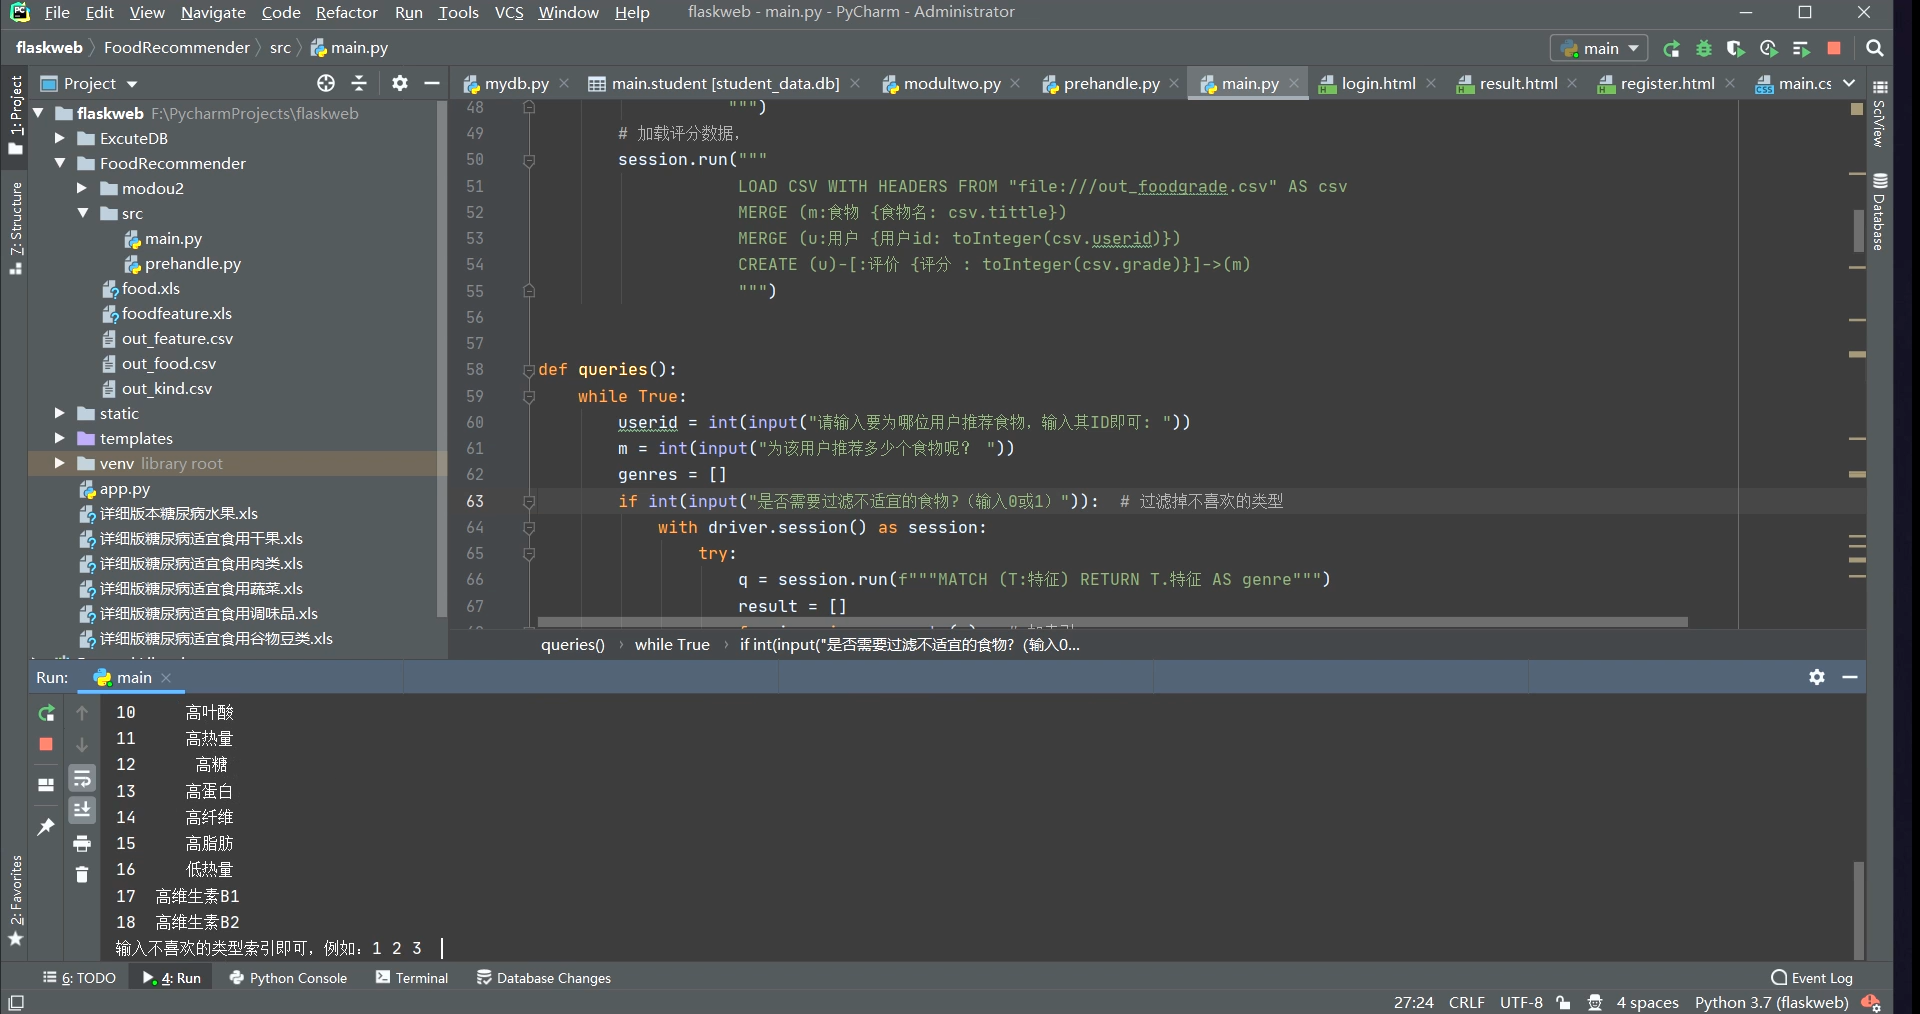 File Edit View Navigate Code Refactor Run Tools VCS Window Help flaskweb - main.py - PyCharm - Administrator
flaskweb FoodRecommender src main.py main
Project mydb.py main.student [student_data.db] modultwo.py prehandle.py main.py login.html result.html register.html main.cs
1: Project
Z: Structure
2: Favorites
flaskweb F:\PycharmProjects\flaskweb
ExcuteDB
FoodRecommender
modou2
src
main.py
prehandle.py
food.xls
foodfeature.xls
out_feature.csv
out_food.csv
out_kind.csv
static
templates
venv library root
app.py
详细版本糖尿病水果.xls
详细版糖尿病适宜食用干果.xls
详细版糖尿病适宜食用肉类.xls
详细版糖尿病适宜食用蔬菜.xls
详细版糖尿病适宜食用调味品.xls
详细版糖尿病适宜食用谷物豆类.xls
48 """)
49 # 加载评分数据，
50 session.run("""
51 LOAD CSV WITH HEADERS FROM "file:///out_foodgrade.csv" AS csv
52 MERGE (m:食物 {食物名: csv.tittle})
53 MERGE (u:用户 {用户id: toInteger(csv.userid)})
54 CREATE (u)-[:评价 {评分 : toInteger(csv.grade)}]->(m)
55 """)
56
57
58 def queries():
59 while True:
60 userid = int(input("请输入要为哪位用户推荐食物，输入其ID即可: "))
61 m = int(input("为该用户推荐多少个食物呢？ "))
62 genres = []
63 if int(input("是否需要过滤不适宜的食物?（输入0或1）")): # 过滤掉不喜欢的类型
64 with driver.session() as session:
65 try:
66 q = session.run(f"""MATCH (T:特征) RETURN T.特征 AS genre""")
67 result = []
queries() › while True › if int(input("是否需要过滤不适宜的食物?（输入0...
SciView
Database
Run: main
10 高叶酸
11 高热量
12 高糖
13 高蛋白
14 高纤维
15 高脂肪
16 低热量
17 高维生素B1
18 高维生素B2
输入不喜欢的类型索引即可，例如：1 2 3
6: TODO 4: Run Python Console Terminal Database Changes Event Log
27:24 CRLF UTF-8 4 spaces Python 3.7 (flaskweb)